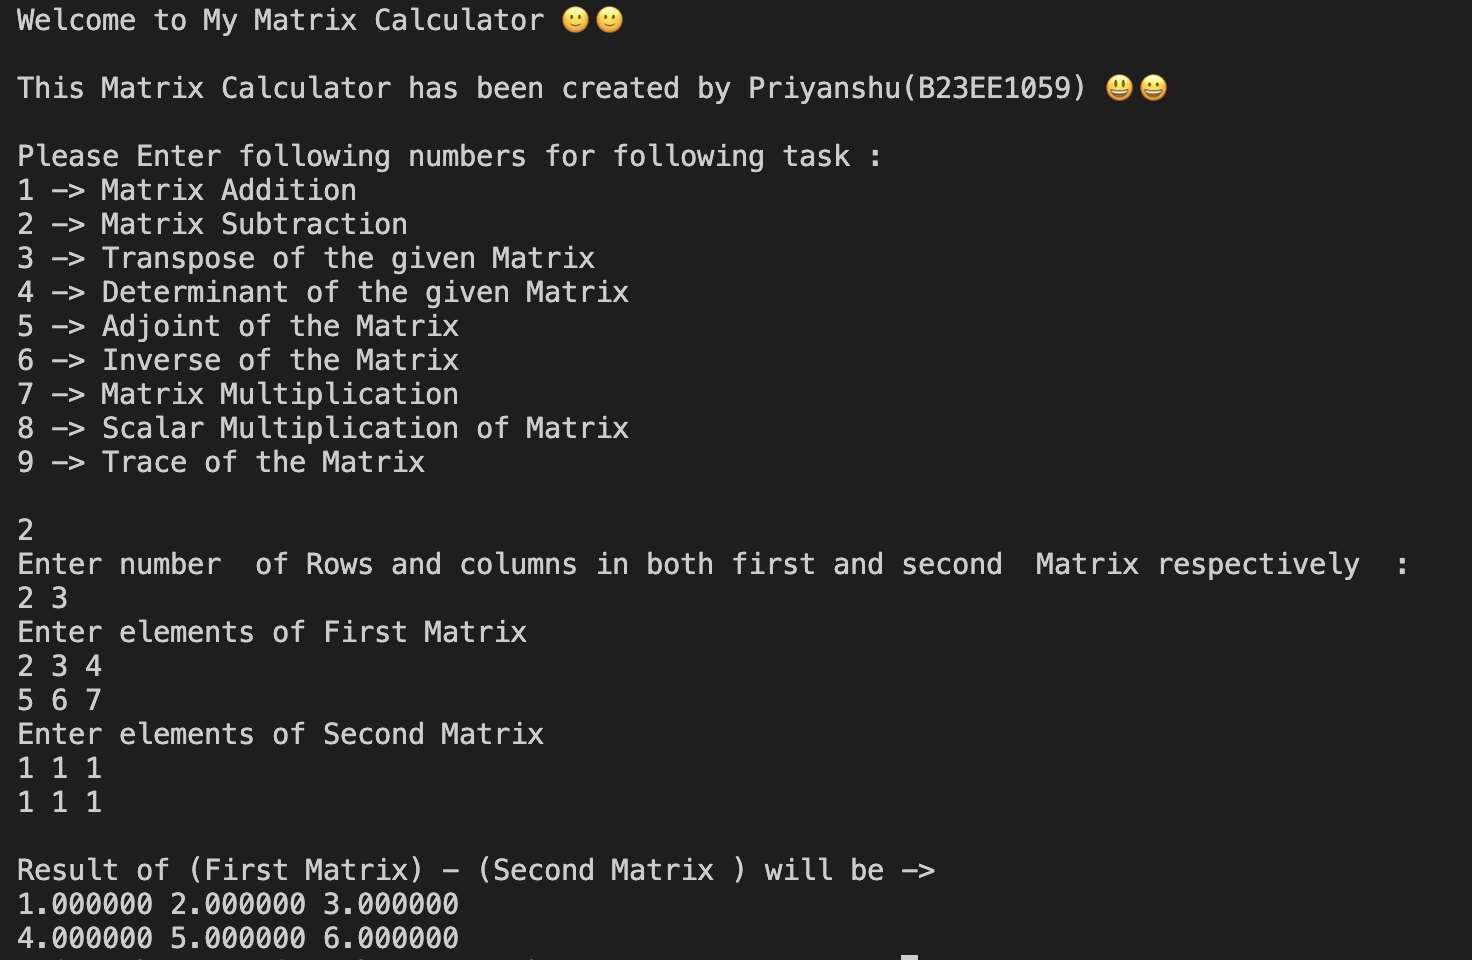 Welcome to My Matrix Calculator 🙂🙂
This Matrix Calculator has been created by Priyanshu(B23EE1059) 😃😀
Please Enter following numbers for following task :
1 -> Matrix Addition
2 -> Matrix Subtraction
3 -> Transpose of the given Matrix
4 -> Determinant of the given Matrix
5 -> Adjoint of the Matrix
6 -> Inverse of the Matrix
7 -> Matrix Multiplication
8 -> Scalar Multiplication of Matrix
9 -> Trace of the Matrix
2
Enter number  of Rows and columns in both first and second  Matrix respectively  :
2 3
Enter elements of First Matrix
2 3 4
5 6 7
Enter elements of Second Matrix
1 1 1
1 1 1
Result of (First Matrix) - (Second Matrix ) will be ->
1.000000 2.000000 3.000000
4.000000 5.000000 6.000000